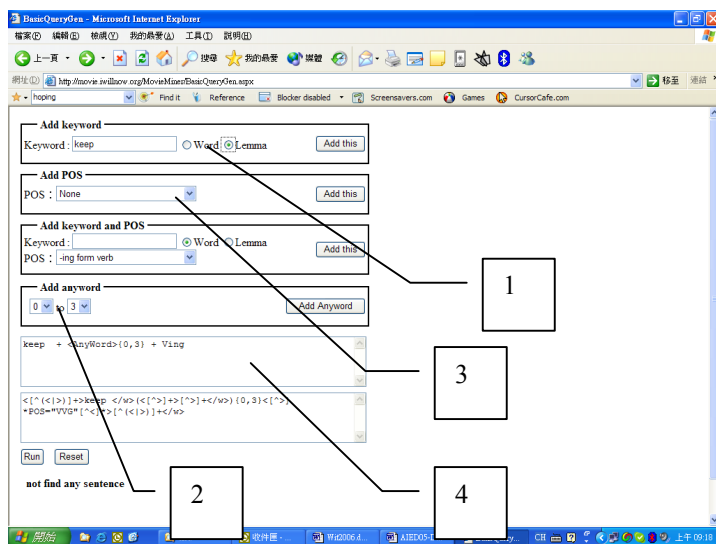 BasicQueryGen - Microsoft Internet Explorer
檔案(F) 編輯(E) 檢視(V) 我的最愛(A) 工具(T) 說明(H)
上一頁 搜尋 我的最愛 媒體
網址(D) http://movie.iwillnow.org/MovieMiner/BasicQueryGen.aspx 移至 連結
hoping Find it Reference Blocker disabled Screensavers.com Games CursorCafe.com
Add keyword
Keyword : keep Word Lemma Add this
Add POS
POS : None Add this
Add keyword and POS
Keyword : Word Lemma
POS : -ing form verb Add this
Add anyword
0 to 3 Add Anyword
keep + <AnyWord>{0,3} + Ving
<[^(<|>)]+>keep </w>(<[^>]+>[^>]+</w>){0,3}<[^>]
*POS="VVG"[^<]*>[^(<|>)]+</w>
Run Reset
not find any sentence
1
3
2
4
開始 收件匣 - ... Wit2006.d... AIED05-D CH 上午 09:18